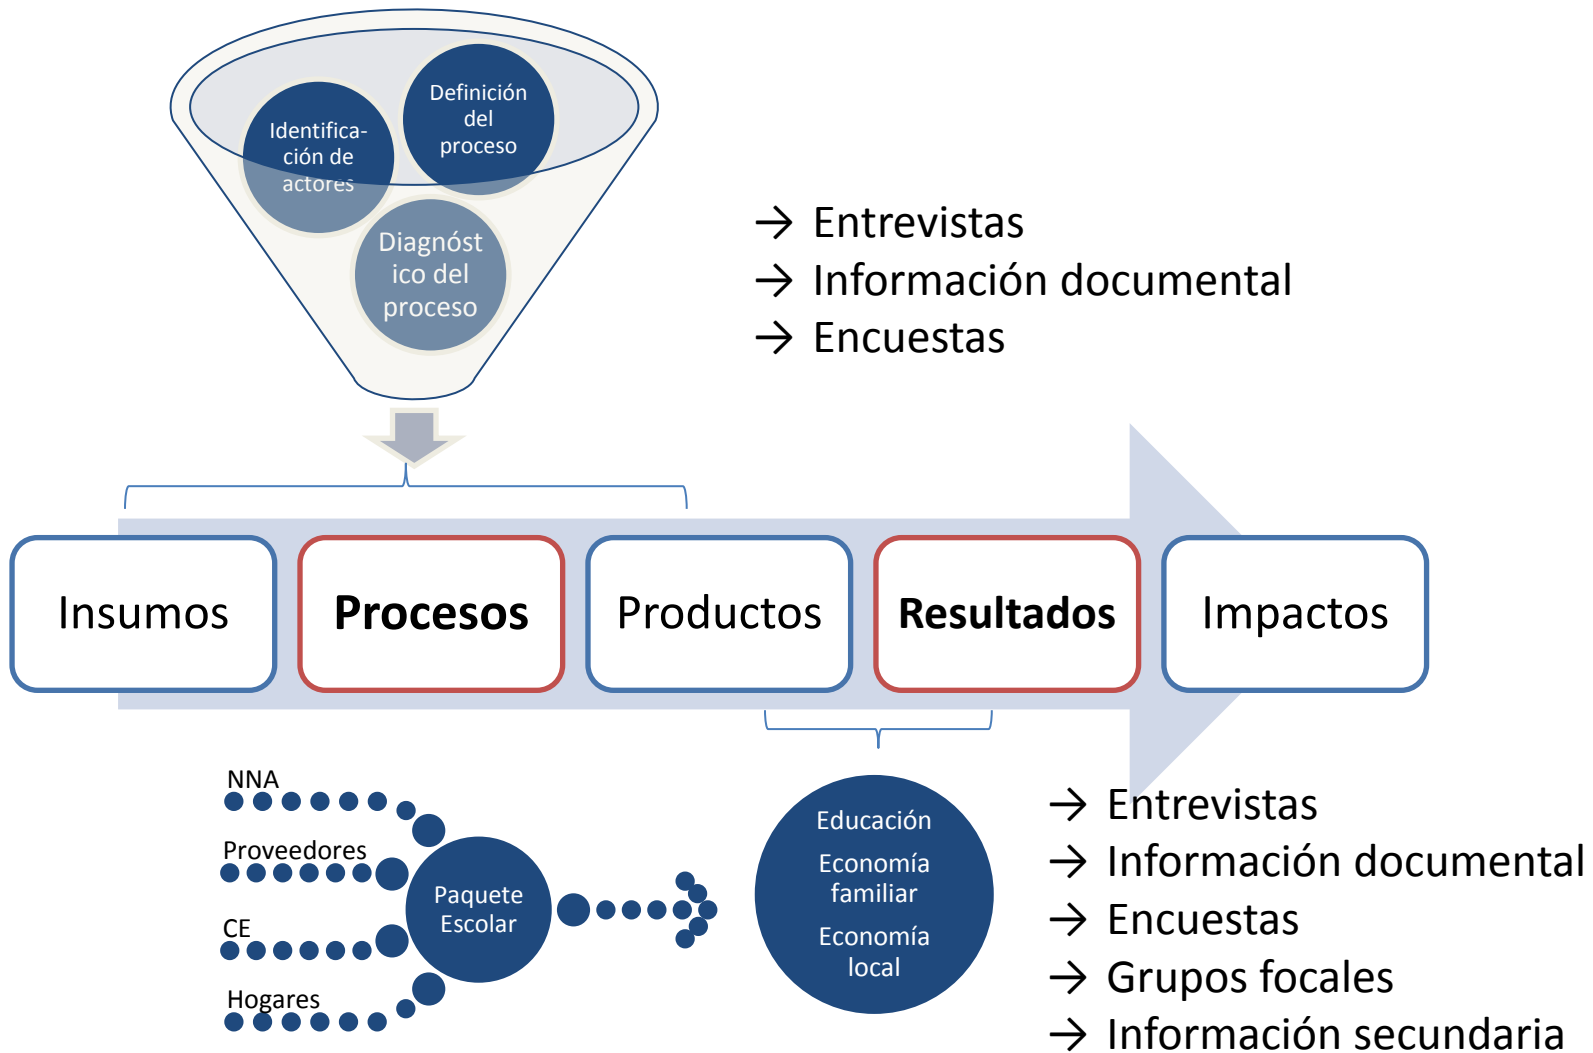 Definición
del
proceso
Identifica-
ción de
actores
Diagnóst
ico del
proceso
→ Entrevistas
→ Información documental
→ Encuestas
Insumos
Procesos
Productos
Resultados
Impactos
NNA
Proveedores
CE
Hogares
Paquete
Escolar
Educación
Economía
familiar
Economía
local
→ Entrevistas
→ Información documental
→ Encuestas
→ Grupos focales
→ Información secundaria